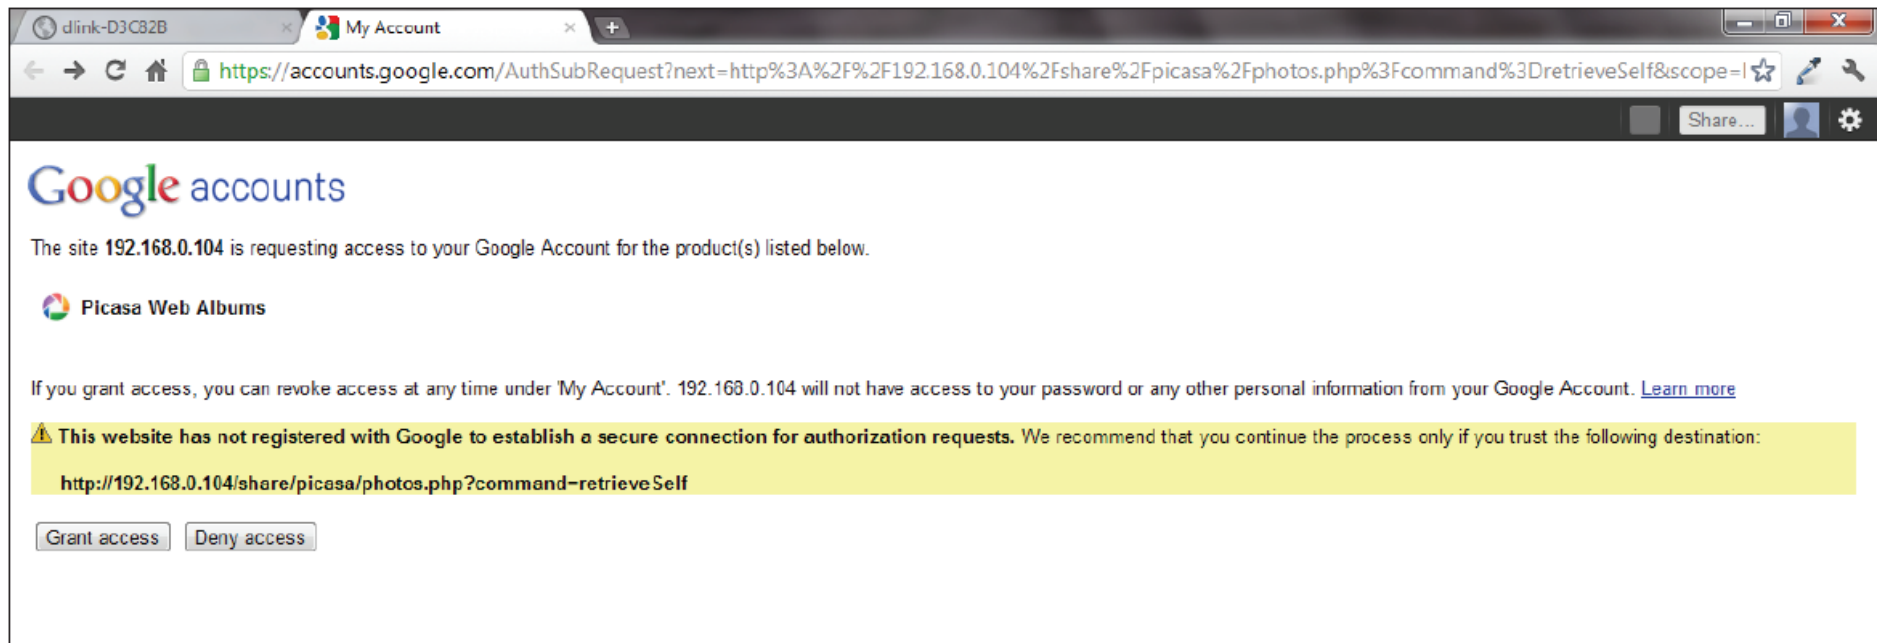 dlink-D3C82B
My Account
https://accounts.google.com/AuthSubRequest?next=http%3A%2F%2F192.168.0.104%2Fshare%2Fpicasa%2Fphotos.php%3Fcommand%3DretrieveSelf&scope=
Share...
Google accounts
The site 192.168.0.104 is requesting access to your Google Account for the product(s) listed below.
Picasa Web Albums
If you grant access, you can revoke access at any time under 'My Account'. 192.168.0.104 will not have access to your password or any other personal information from your Google Account. Learn more
This website has not registered with Google to establish a secure connection for authorization requests. We recommend that you continue the process only if you trust the following destination:
http://192.168.0.104/share/picasa/photos.php?command=retrieveSelf
Grant access Deny access